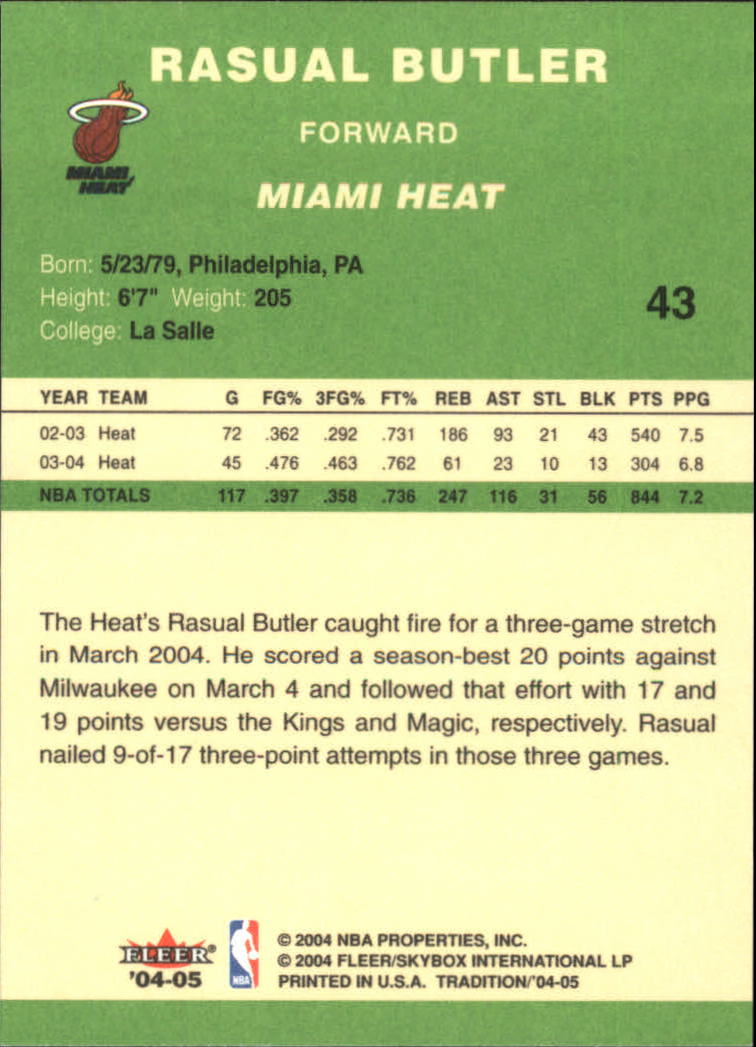 RASUAL BUTLER
FORWARD
MIAMI HEAT
MIAMI
HEAT
Born: 5/23/79, Philadelphia, PA
Height: 6'7" Weight: 205
College: La Salle
43
YEAR TEAM G FG% 3FG% FT% REB AST STL BLK PTS PPG
02-03 Heat 72 .362 .292 .731 186 93 21 43 540 7.5
03-04 Heat 45 .476 .463 .762 61 23 10 13 304 6.8
NBA TOTALS 117 .397 .358 .736 247 116 31 56 844 7.2
The Heat's Rasual Butler caught fire for a three-game stretch
in March 2004. He scored a season-best 20 points against
Milwaukee on March 4 and followed that effort with 17 and
19 points versus the Kings and Magic, respectively. Rasual
nailed 9-of-17 three-point attempts in those three games.
FLEER®
'04-05
NBA
© 2004 NBA PROPERTIES, INC.
© 2004 FLEER/SKYBOX INTERNATIONAL LP
PRINTED IN U.S.A. TRADITION/'04-05